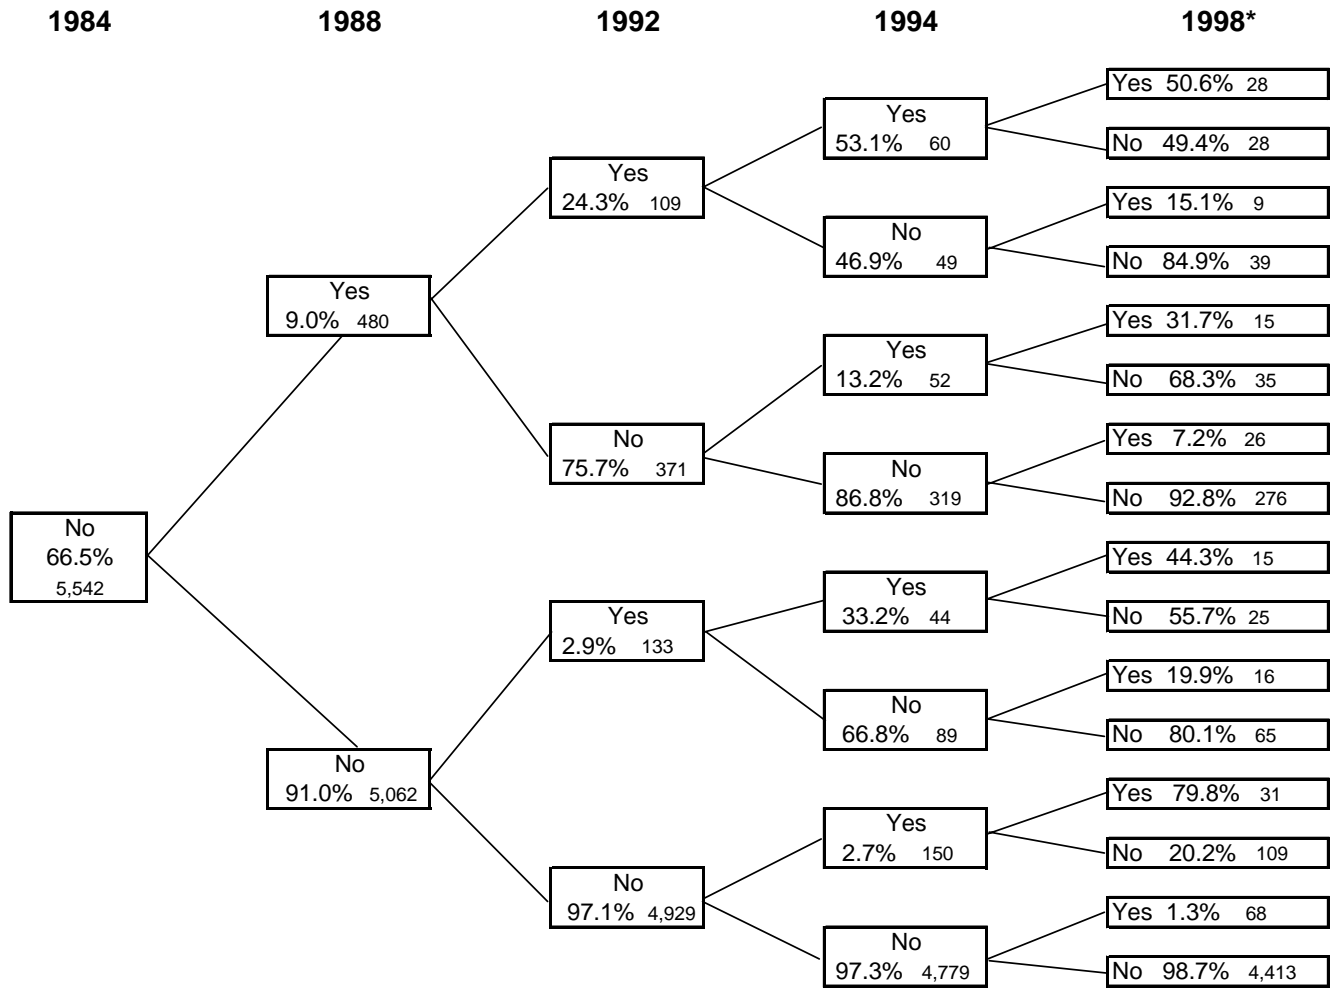 1984 1988 1992 1994 1998*
Yes 50.6% 28
Yes
53.1% 60
No 49.4% 28
Yes
24.3% 109
Yes 15.1% 9
No
46.9% 49
No 84.9% 39
Yes
9.0% 480
Yes 31.7% 15
Yes
13.2% 52
No 68.3% 35
No
75.7% 371
Yes 7.2% 26
No
86.8% 319
No 92.8% 276
No
66.5%
5,542
Yes 44.3% 15
Yes
33.2% 44
No 55.7% 25
Yes
2.9% 133
Yes 19.9% 16
No
66.8% 89
No 80.1% 65
No
91.0% 5,062
Yes 79.8% 31
Yes
2.7% 150
No 20.2% 109
No
97.1% 4,929
Yes 1.3% 68
No
97.3% 4,779
No 98.7% 4,413